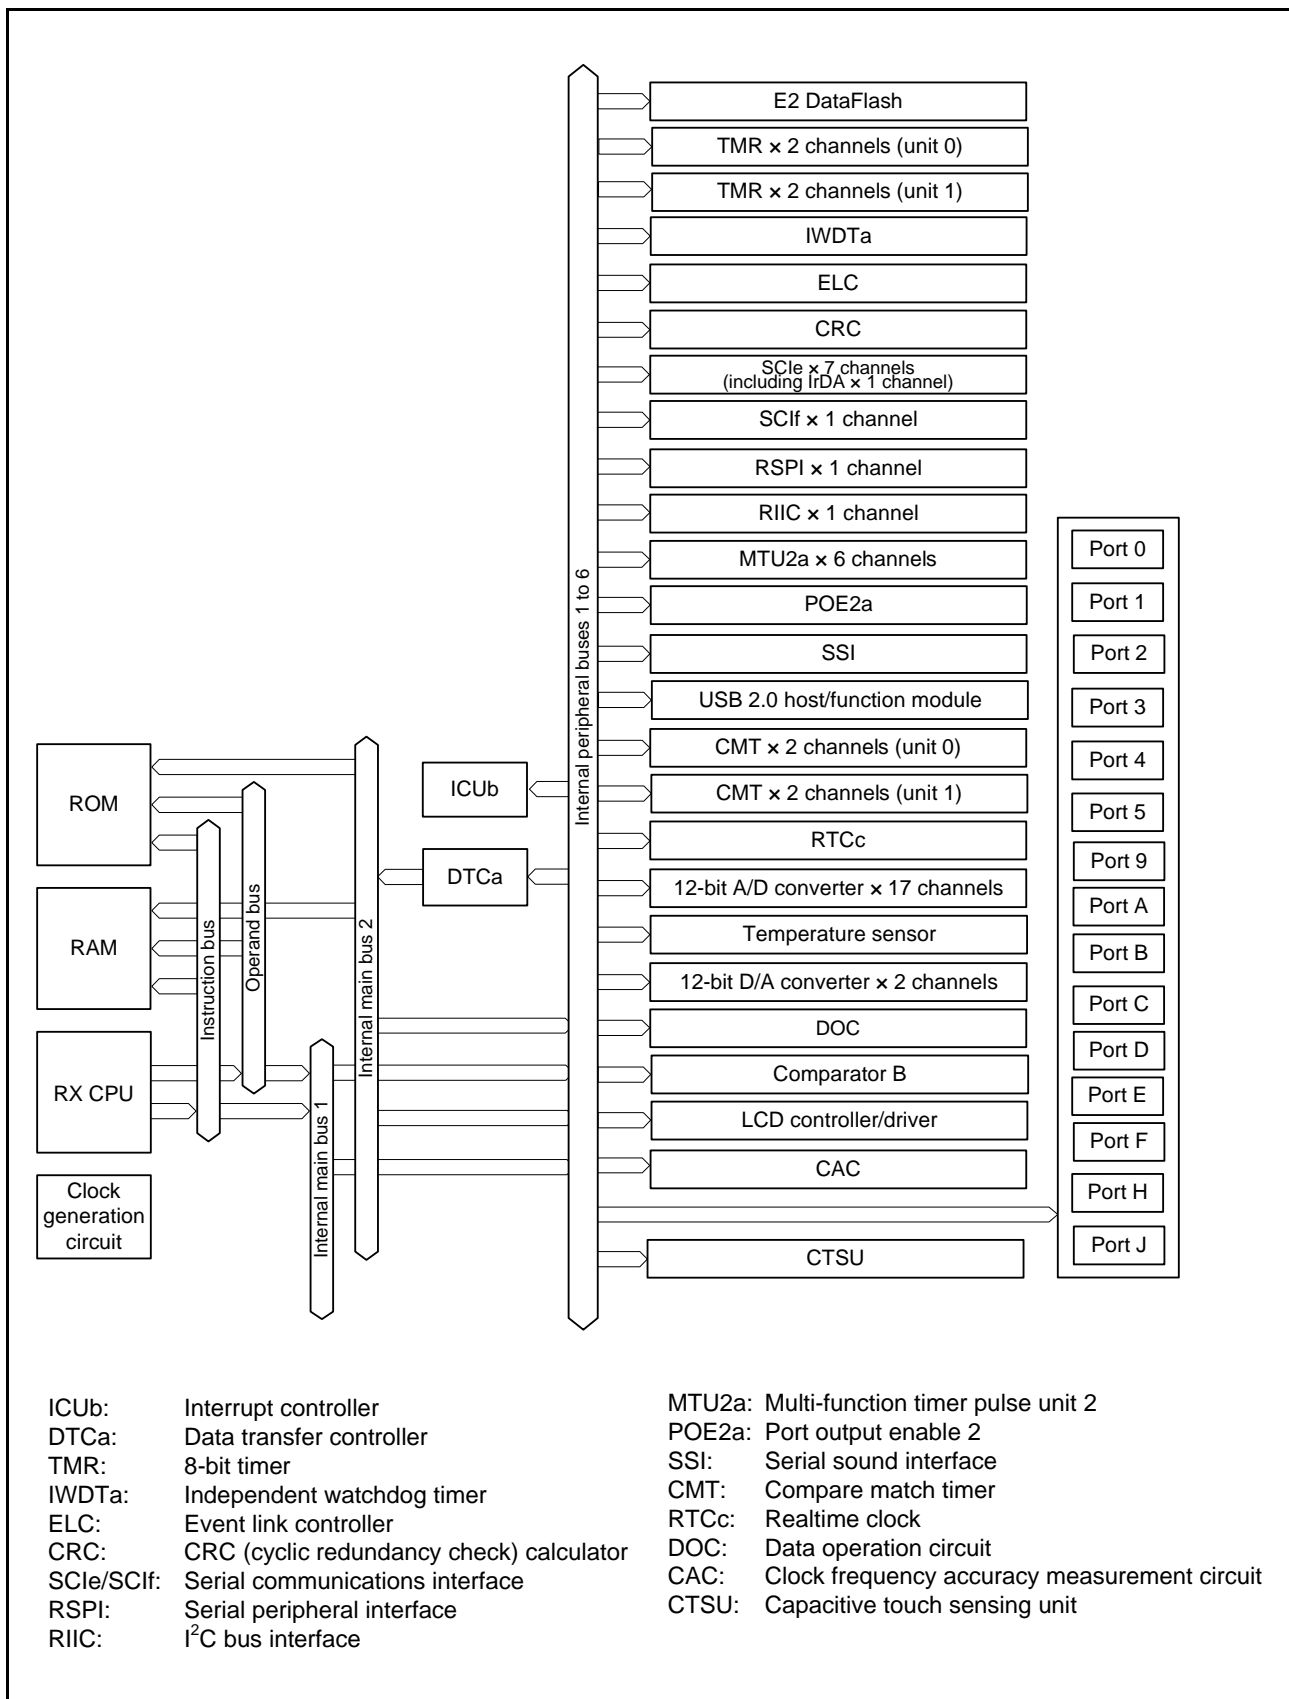 E2 DataFlash
TMR × 2 channels (unit 0)
TMR × 2 channels (unit 1)
IWDTa
ELC
CRC
SCIe × 7 channels
(including IrDA × 1 channel)
SCIf × 1 channel
RSPI × 1 channel
RIIC × 1 channel
MTU2a × 6 channels
POE2a
SSI
USB 2.0 host/function module
CMT × 2 channels (unit 0)
CMT × 2 channels (unit 1)
RTCc
12-bit A/D converter × 17 channels
Temperature sensor
12-bit D/A converter × 2 channels
DOC
Comparator B
LCD controller/driver
CAC
CTSU
Port 0
Port 1
Port 2
Port 3
Port 4
Port 5
Port 9
Port A
Port B
Port C
Port D
Port E
Port F
Port H
Port J
Internal peripheral buses 1 to 6
ICUb
DTCa
ROM
RAM
RX CPU
Clock
generation
circuit
Instruction bus
Operand bus
Internal main bus 1
Internal main bus 2
ICUb: Interrupt controller
DTCa: Data transfer controller
TMR: 8-bit timer
IWDTa: Independent watchdog timer
ELC: Event link controller
CRC: CRC (cyclic redundancy check) calculator
SCIe/SCIf: Serial communications interface
RSPI: Serial peripheral interface
RIIC: I²C bus interface
MTU2a: Multi-function timer pulse unit 2
POE2a: Port output enable 2
SSI: Serial sound interface
CMT: Compare match timer
RTCc: Realtime clock
DOC: Data operation circuit
CAC: Clock frequency accuracy measurement circuit
CTSU: Capacitive touch sensing unit